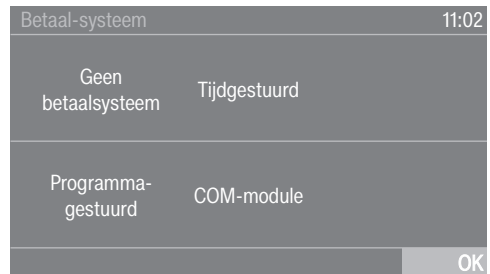 Betaal-systeem 11:02
Geen Tijdgestuurd
betaalsysteem
Programma- COM-module
gestuurd
OK